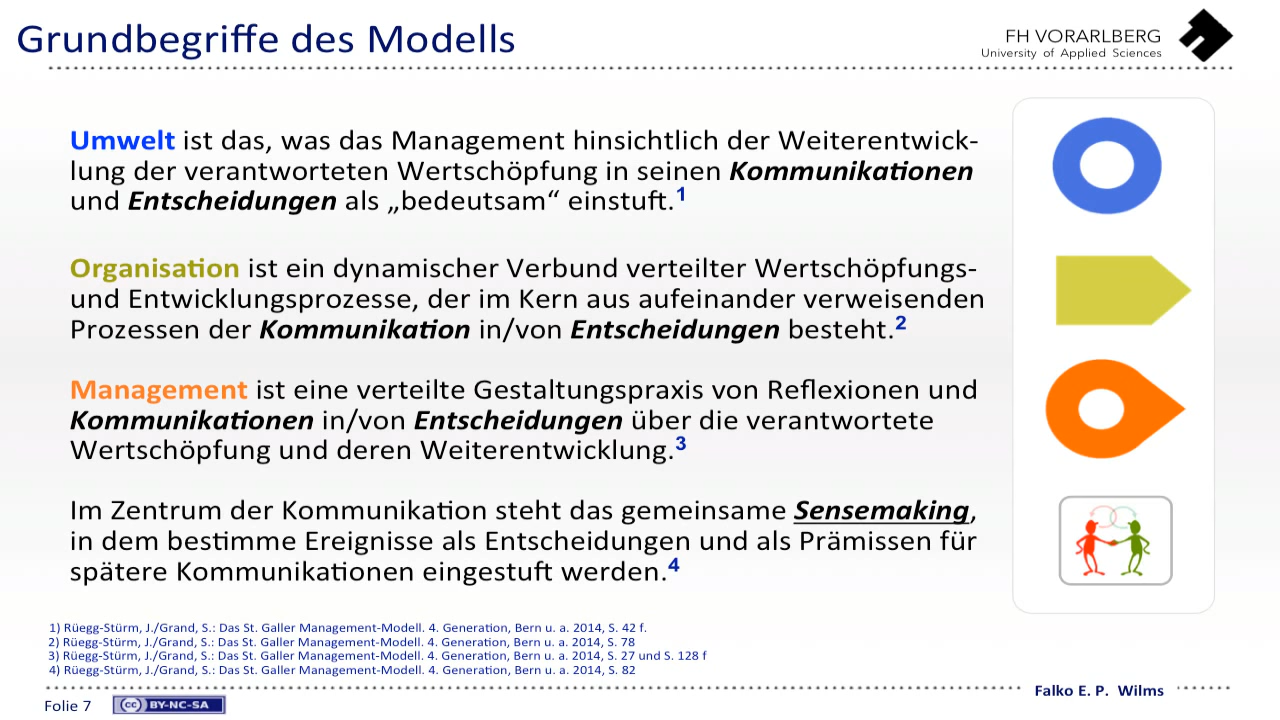 Grundbegriffe des Modells
FH VORARLBERG
University of Applied Sciences
Umwelt ist das, was das Management hinsichtlich der Weiterentwick-
lung der verantworteten Wertschöpfung in seinen Kommunikationen
und Entscheidungen als „bedeutsam“ einstuft.1
Organisation ist ein dynamischer Verbund verteilter Wertschöpfungs-
und Entwicklungsprozesse, der im Kern aus aufeinander verweisenden
Prozessen der Kommunikation in/von Entscheidungen besteht.2
Management ist eine verteilte Gestaltungspraxis von Reflexionen und
Kommunikationen in/von Entscheidungen über die verantwortete
Wertschöpfung und deren Weiterentwicklung.3
Im Zentrum der Kommunikation steht das gemeinsame Sensemaking,
in dem bestimme Ereignisse als Entscheidungen und als Prämissen für
spätere Kommunikationen eingestuft werden.4
1) Rüegg-Stürm, J./Grand, S.: Das St. Galler Management-Modell. 4. Generation, Bern u. a. 2014, S. 42 f.
2) Rüegg-Stürm, J./Grand, S.: Das St. Galler Management-Modell. 4. Generation, Bern u. a. 2014, S. 78
3) Rüegg-Stürm, J./Grand, S.: Das St. Galler Management-Modell. 4. Generation, Bern u. a. 2014, S. 27 und S. 128 f
4) Rüegg-Stürm, J./Grand, S.: Das St. Galler Management-Modell. 4. Generation, Bern u. a. 2014, S. 82
Falko E. P. Wilms
Folie 7
cc BY-NC-SA